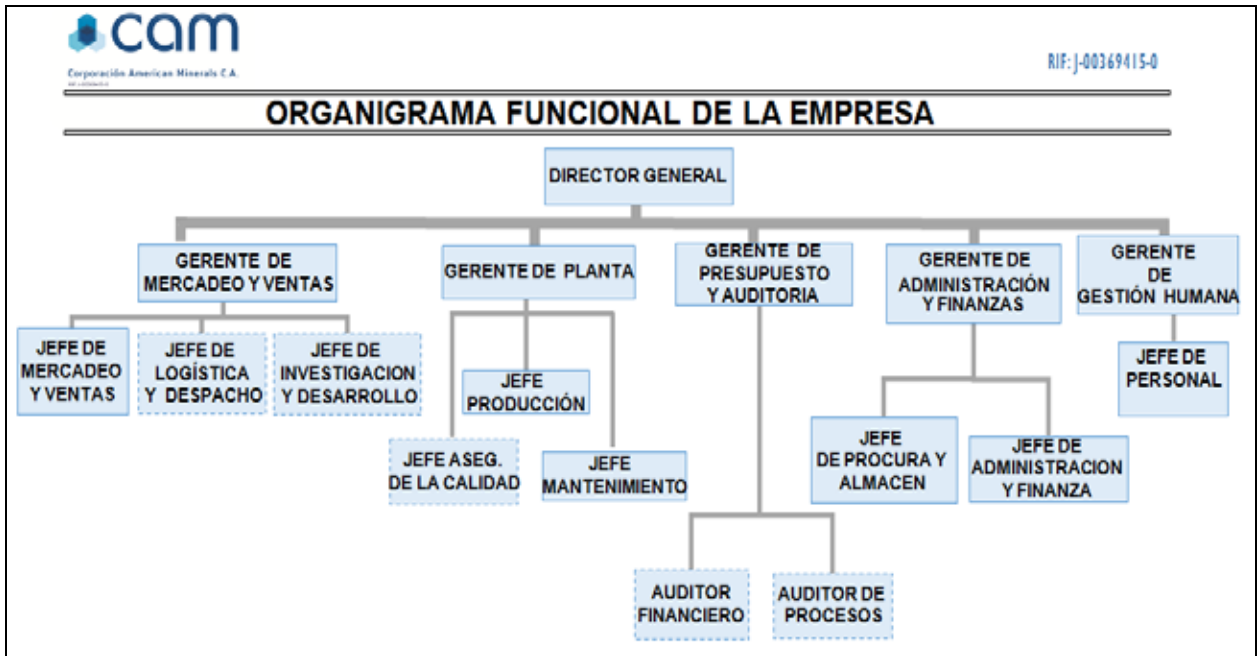 cam
Corporación American Minerals C.A.
RIF: J-00369415-0
ORGANIGRAMA FUNCIONAL DE LA EMPRESA
DIRECTOR GENERAL
GERENTE DE
MERCADEO Y VENTAS
GERENTE DE PLANTA
GERENTE DE
PRESUPUESTO
Y AUDITORIA
GERENTE DE
ADMINISTRACIÓN
Y FINANZAS
GERENTE
DE
GESTIÓN HUMANA
JEFE DE
MERCADEO
Y VENTAS
JEFE DE
LOGÍSTICA
Y DESPACHO
JEFE DE
INVESTIGACION
Y DESARROLLO
JEFE
PRODUCCIÓN
JEFE ASEG.
DE LA CALIDAD
JEFE
MANTENIMIENTO
JEFE
DE PROCURA Y
ALMACEN
JEFE DE
ADMINISTRACION
Y FINANZA
JEFE DE
PERSONAL
AUDITOR
FINANCIERO
AUDITOR DE
PROCESOS